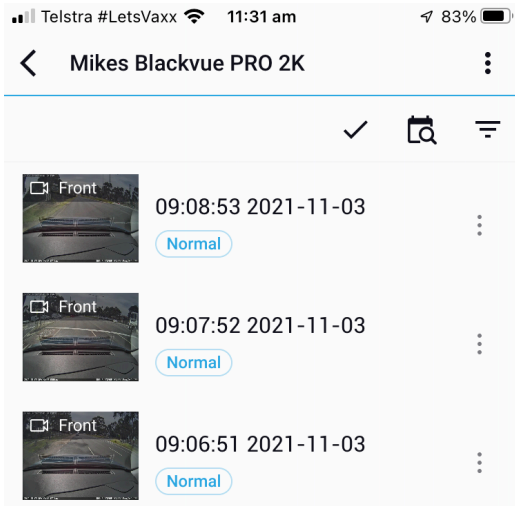 Telstra #LetsVaxx 11:31 am 83%
Mikes Blackvue PRO 2K
Front
09:08:53 2021-11-03
Normal
Front
09:07:52 2021-11-03
Normal
Front
09:06:51 2021-11-03
Normal